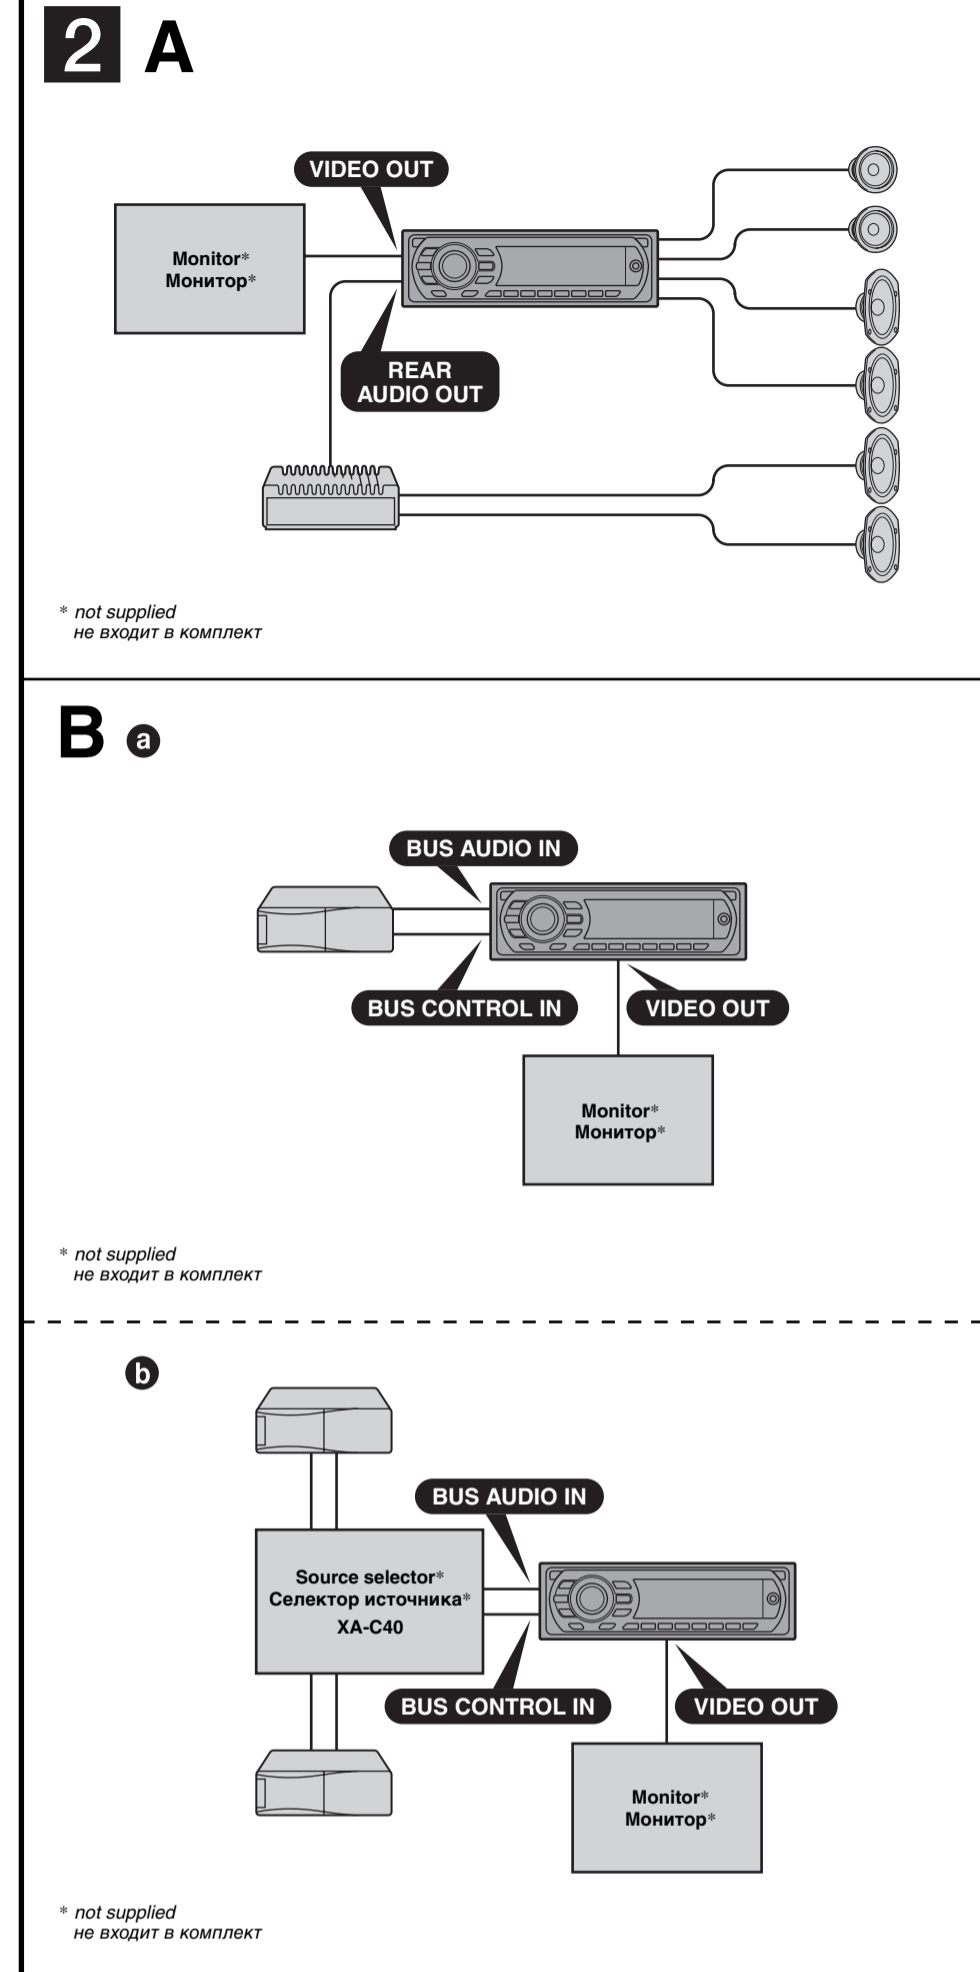 2 A
VIDEO OUT
Monitor*
Монитор*
REAR
AUDIO OUT
* not supplied
не входит в комплект
B a
BUS AUDIO IN
BUS CONTROL IN
VIDEO OUT
Monitor*
Монитор*
* not supplied
не входит в комплект
b
BUS AUDIO IN
Source selector*
Селектор источника*
XA-C40
BUS CONTROL IN
VIDEO OUT
Monitor*
Монитор*
* not supplied
не входит в комплект